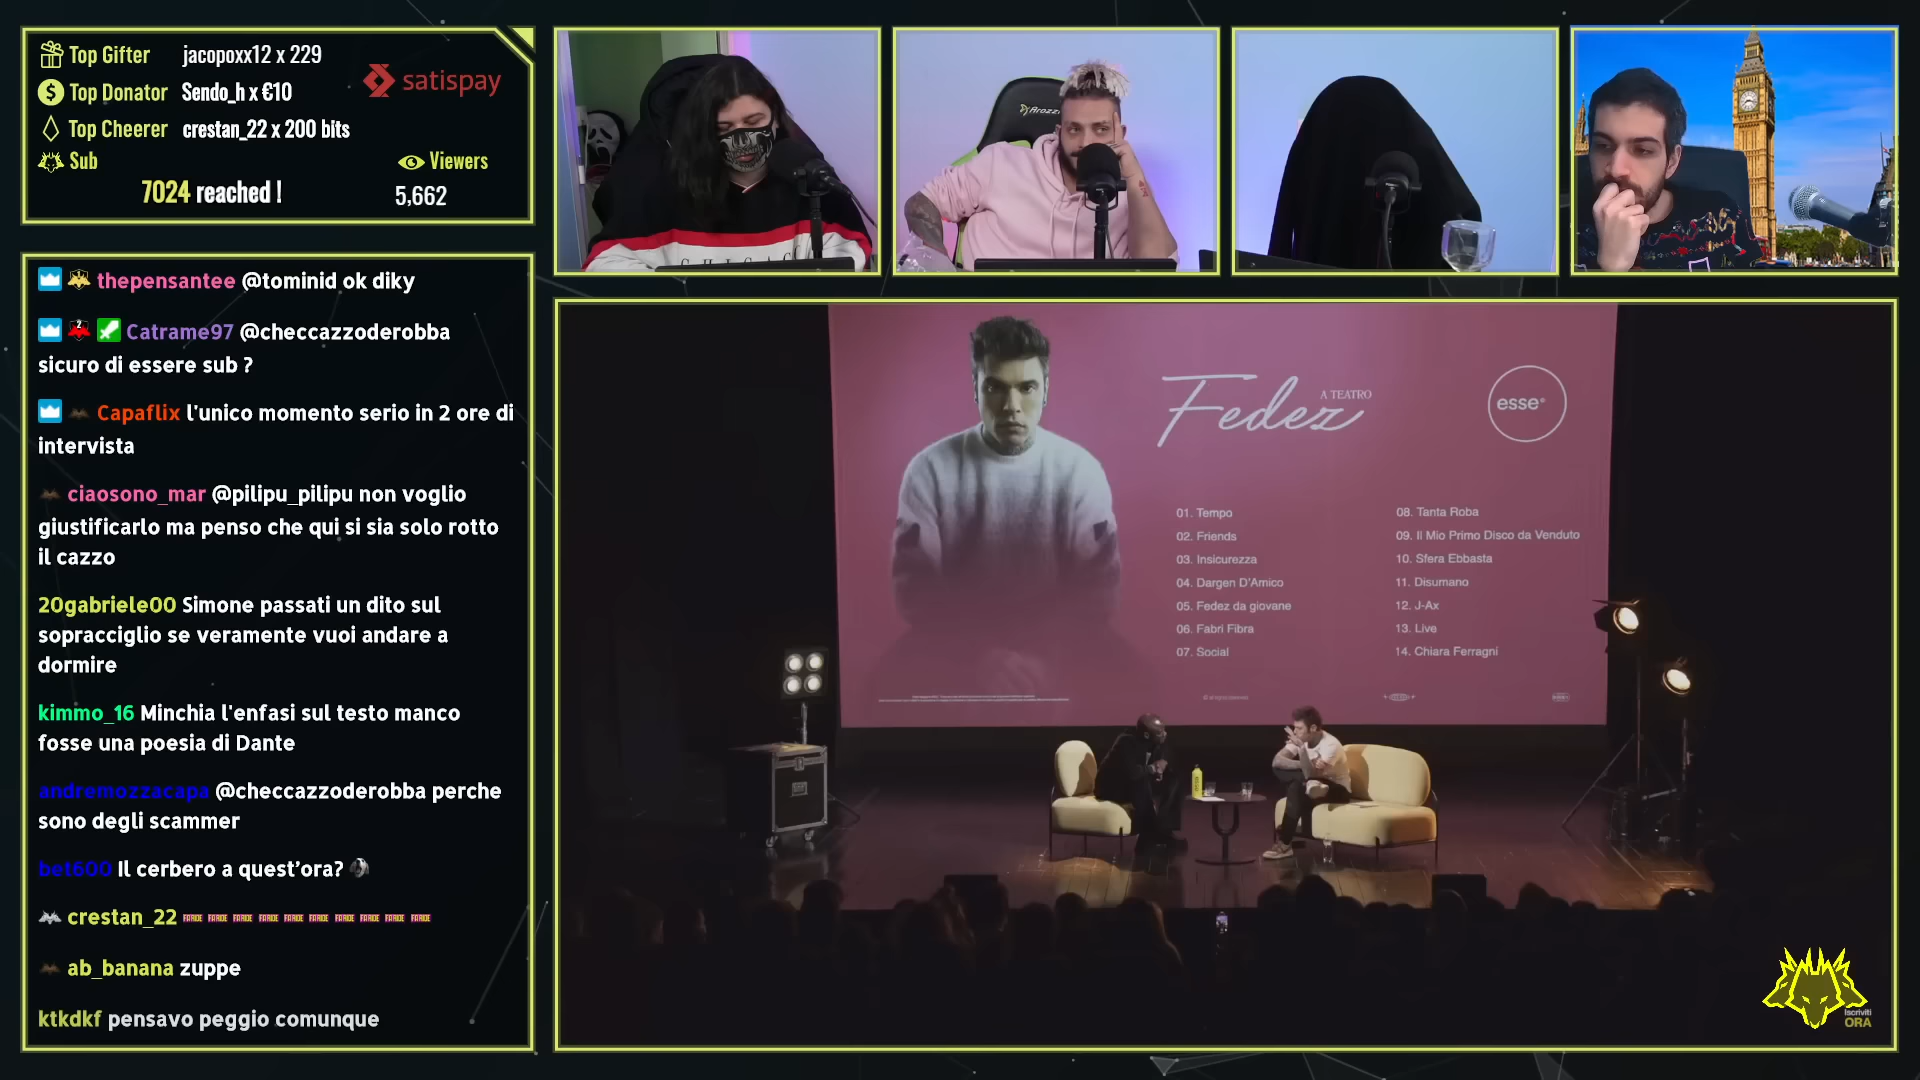 Top Gifter jacopoxx12 x 229
satispay
Top Donator Sendo_h x €10
Top Cheerer crestan_22 x 200 bits
Sub
Viewers
7024 reached !
5,662
thepensantee @tominid ok diky
Catrame97 @checcazzoderobba
sicuro di essere sub ?
Capaflix l'unico momento serio in 2 ore di
intervista
ciaosono_mar @pilipu_pilipu non voglio
giustificarlo ma penso che qui si sia solo rotto
il cazzo
20gabriele00 Simone passati un dito sul
sopracciglio se veramente vuoi andare a
dormire
kimmo_16 Minchia l'enfasi sul testo manco
fosse una poesia di Dante
andremozzacapa @checcazzoderobba perche
sono degli scammer
bet600 Il cerbero a quest'ora?
crestan_22
ab_banana zuppe
ktkdkf pensavo peggio comunque
Fedez
A TEATRO
esse
01. Tempo
02. Friends
03. Insicurezza
04. Dargen D'Amico
05. Fedez da giovane
06. Fabri Fibra
07. Social
08. Tanta Roba
09. Il Mio Primo Disco da Venduto
10. Sfera Ebbasta
11. Disumano
12. J-Ax
13. Live
14. Chiara Ferragni
Iscriviti
ORA